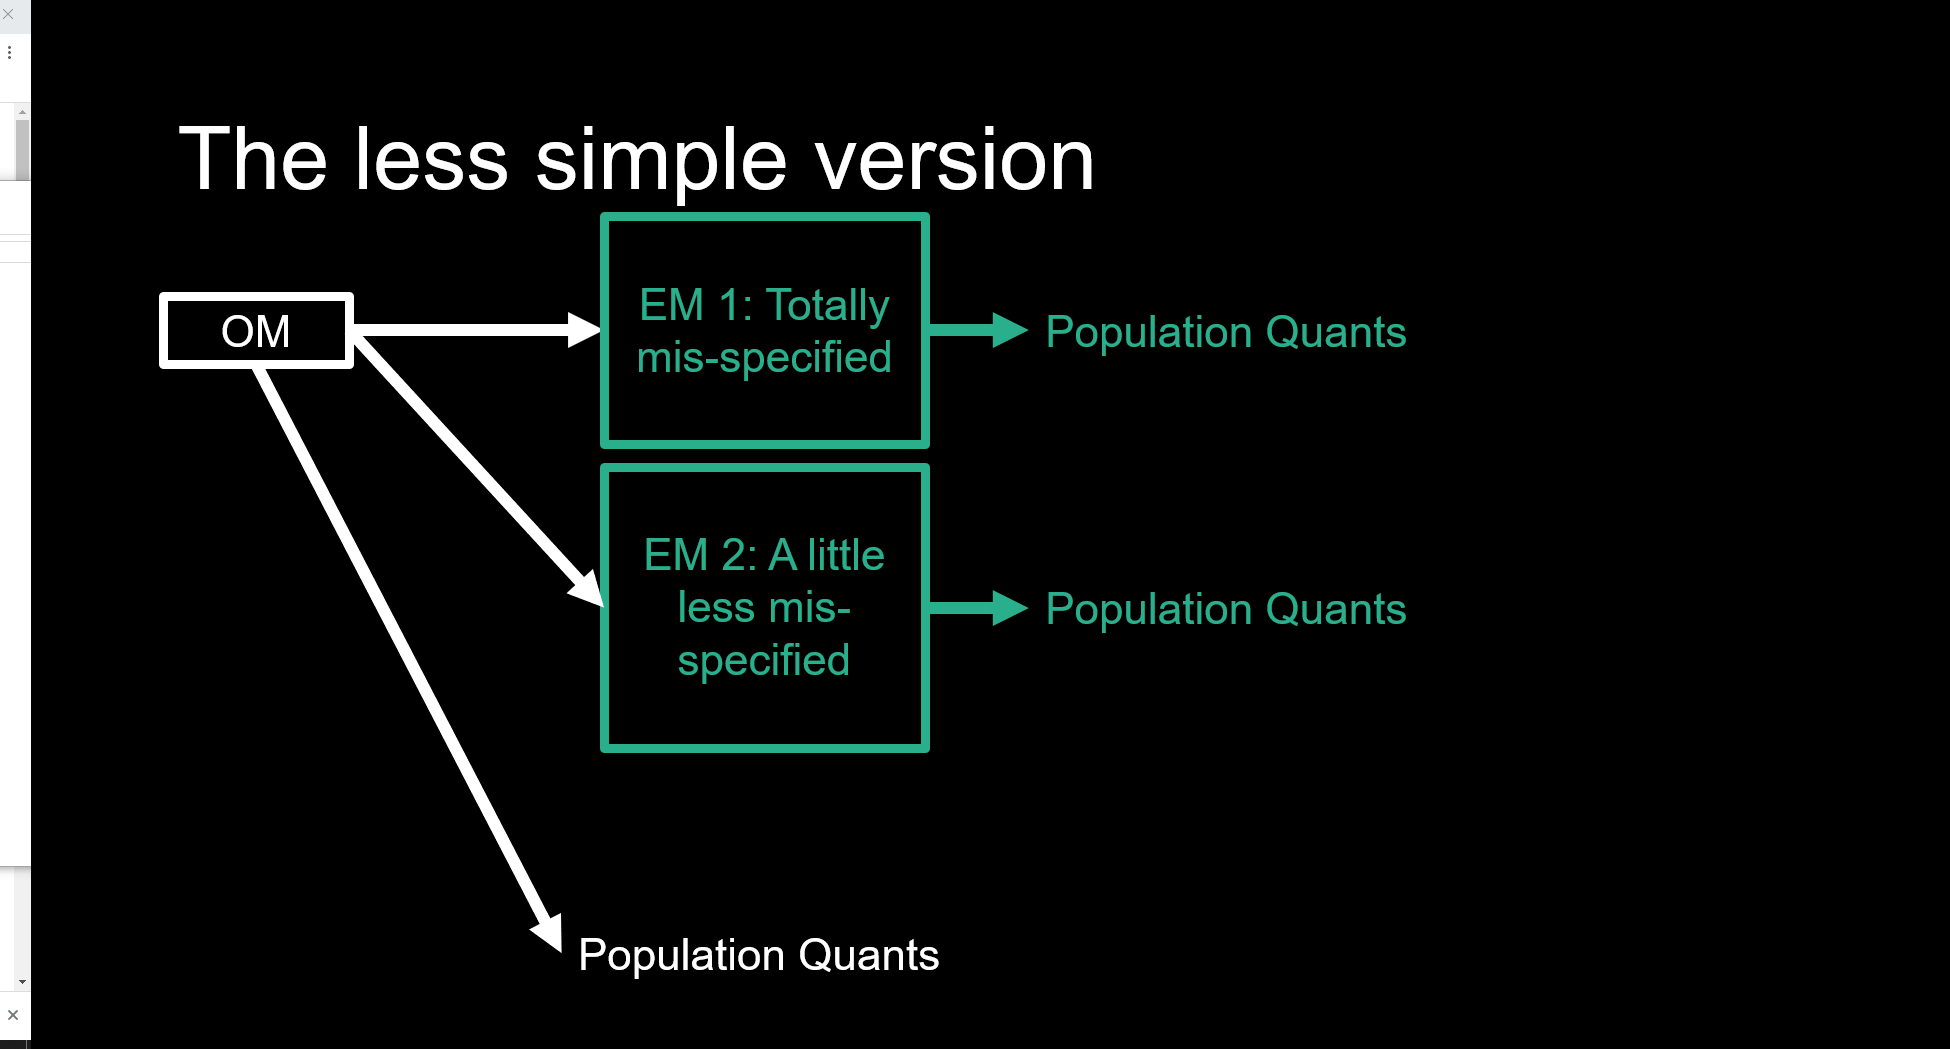 The less simple version
OM
EM 1: Totally
mis-specified
Population Quants
EM 2: A little
less mis-
specified
Population Quants
Population Quants